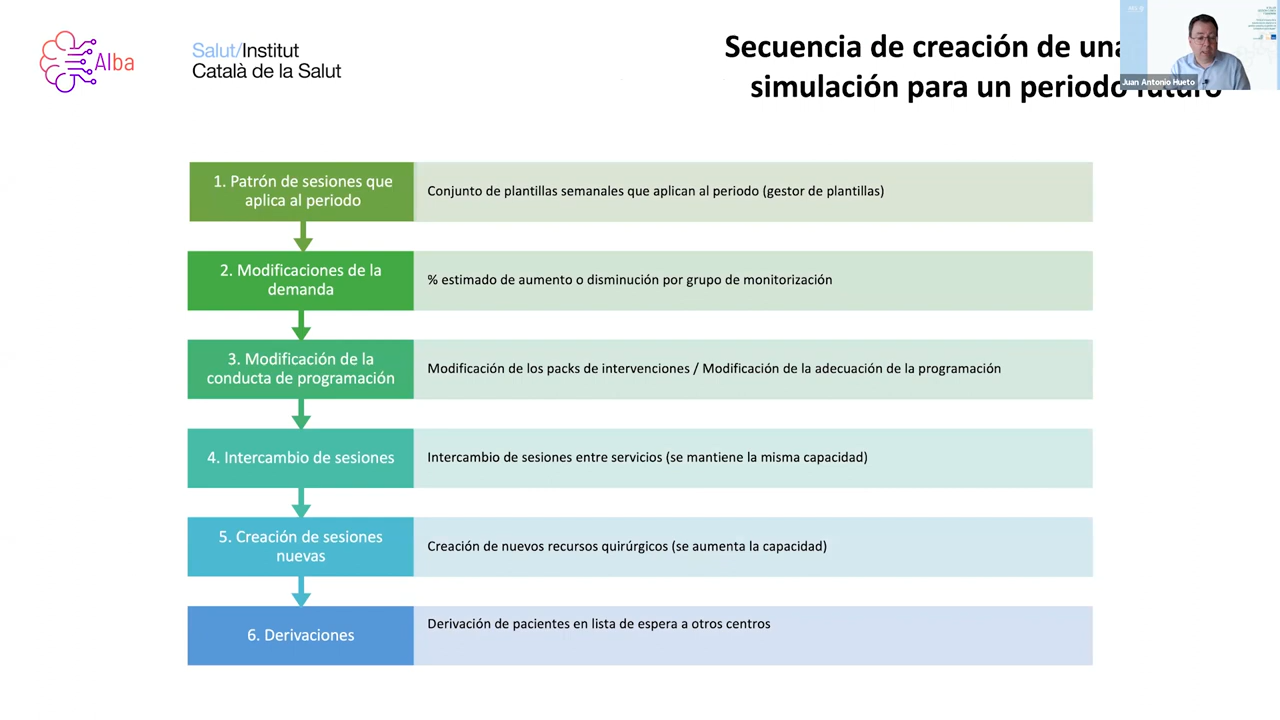 Alba
Salut/Institut
Català de la Salut
Secuencia de creación de una
simulación para un periodo futuro
Juan Antonio Hueto
1. Patrón de sesiones que
aplica al periodo
Conjunto de plantillas semanales que aplican al periodo (gestor de plantillas)
2. Modificaciones de la
demanda
% estimado de aumento o disminución por grupo de monitorización
3. Modificación de la
conducta de programación
Modificación de los packs de intervenciones / Modificación de la adecuación de la programación
4. Intercambio de sesiones
Intercambio de sesiones entre servicios (se mantiene la misma capacidad)
5. Creación de sesiones
nuevas
Creación de nuevos recursos quirúrgicos (se aumenta la capacidad)
6. Derivaciones
Derivación de pacientes en lista de espera a otros centros